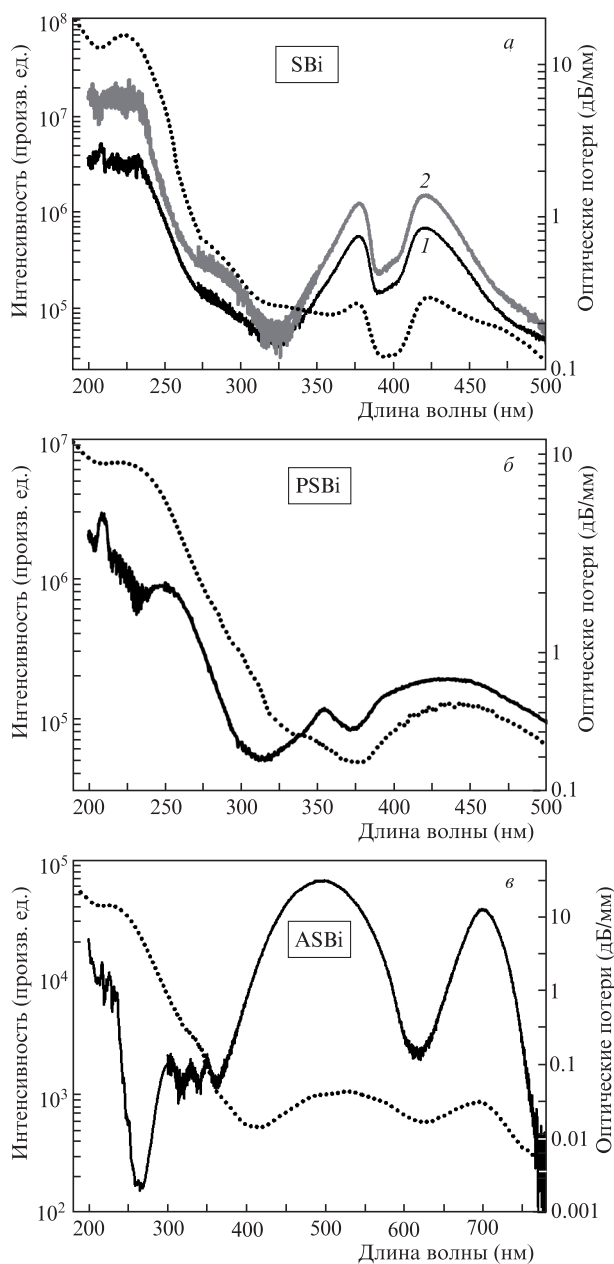 а
SBi
Интенсивность (произв. ед.)
10⁸
10⁷
10⁶
10⁵
2
1
10
1
0.1
Оптические потери (дБ/мм)
200 250 300 350 400 450 500
Длина волны (нм)
б
PSBi
Интенсивность (произв. ед.)
10⁷
10⁶
10⁵
10
1
0.1
Оптические потери (дБ/мм)
200 250 300 350 400 450 500
Длина волны (нм)
в
ASBi
Интенсивность (произв. ед.)
10⁵
10⁴
10³
10²
10
1
0.1
0.01
0.001
Оптические потери (дБ/мм)
200 300 400 500 600 700
Длина волны (нм)